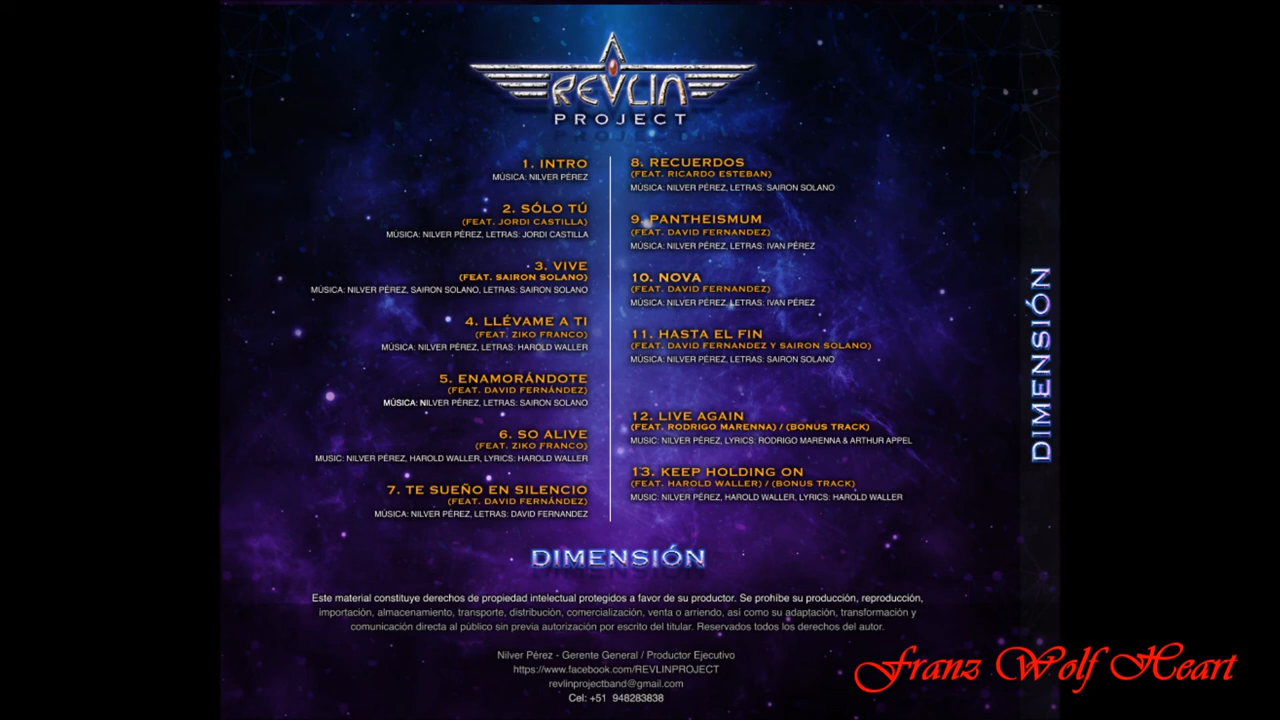 REVLIN
PROJECT
1. INTRO
MÚSICA: NILVER PÉREZ
2. SÓLO TÚ
(FEAT. JORDI CASTILLA)
MÚSICA: NILVER PÉREZ, LETRAS: JORDI CASTILLA
3. VIVE
(FEAT. SAIRON SOLANO)
MÚSICA: NILVER PÉREZ, SAIRON SOLANO, LETRAS: SAIRON SOLANO
4. LLÉVAME A TI
(FEAT. ZIKO FRANCO)
MÚSICA: NILVER PÉREZ, LETRAS: HAROLD WALLER
5. ENAMORÁNDOTE
(FEAT. DAVID FERNÁNDEZ)
MÚSICA: NILVER PÉREZ, LETRAS: SAIRON SOLANO
6. SO ALIVE
(FEAT. ZIKO FRANCO)
MUSIC: NILVER PÉREZ, HAROLD WALLER, LYRICS: HAROLD WALLER
7. TE SUEÑO EN SILENCIO
(FEAT. DAVID FERNÁNDEZ)
MÚSICA: NILVER PÉREZ, LETRAS: DAVID FERNANDEZ
8. RECUERDOS
(FEAT. RICARDO ESTEBAN)
MÚSICA: NILVER PÉREZ, LETRAS: SAIRON SOLANO
9. PANTHEISMUM
(FEAT. DAVID FERNANDEZ)
MÚSICA: NILVER PÉREZ, LETRAS: IVAN PÉREZ
10. NOVA
(FEAT. DAVID FERNANDEZ)
MÚSICA: NILVER PÉREZ, LETRAS: IVAN PÉREZ
11. HASTA EL FIN
(FEAT. DAVID FERNANDEZ Y SAIRON SOLANO)
MÚSICA: NILVER PÉREZ, LETRAS: SAIRON SOLANO
12. LIVE AGAIN
(FEAT. RODRIGO MARENNA) / (BONUS TRACK)
MUSIC: NILVER PÉREZ, LYRICS: RODRIGO MARENNA & ARTHUR APPEL
13. KEEP HOLDING ON
(FEAT. HAROLD WALLER) / (BONUS TRACK)
MUSIC: NILVER PÉREZ, HAROLD WALLER, LYRICS: HAROLD WALLER
DIMENSIÓN
DIMENSIÓN
Este material constituye derechos de propiedad intelectual protegidos a favor de su productor. Se prohíbe su producción, reproducción,
importación, almacenamiento, transporte, distribución, comercialización, venta o arriendo, así como su adaptación, transformación y
comunicación directa al público sin previa autorización por escrito del titular. Reservados todos los derechos del autor.
Nilver Pérez - Gerente General / Productor Ejecutivo
https://www.facebook.com/REVLINPROJECT
revlinprojectband@gmail.com
Cel: +51 948283838
Franz Wolf Heart